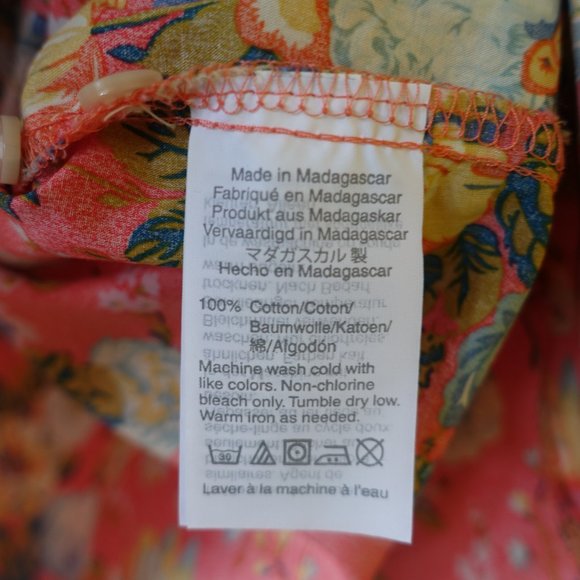 Made in Madagascar
Fabriqué en Madagascar
Produkt aus Madagaskar
Vervaardigd in Madagascar
マダガスカル 製
Hecho en Madagascar
100% Cotton/Coton/
Baumwolle/Katoen/
綿/Algodón
Machine wash cold with
like colors. Non-chlorine
bleach only. Tumble dry low.
Warm iron as needed.
30
Laver à la machine à l'eau